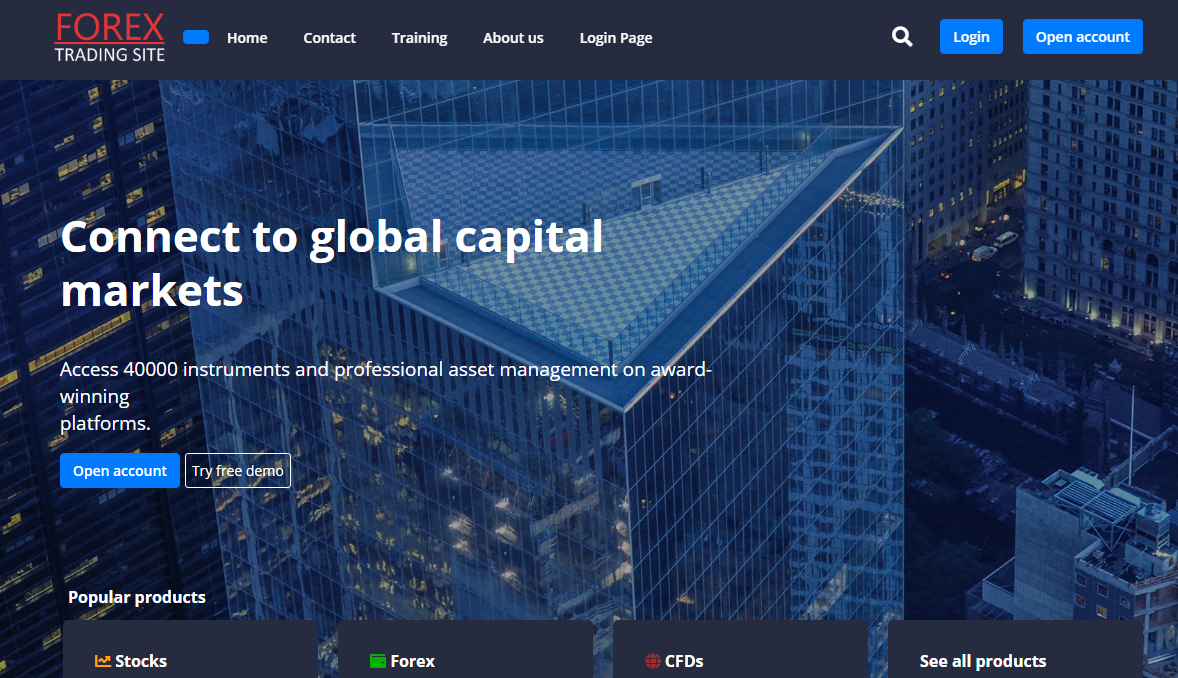 FOREX
TRADING SITE
Home
Contact
Training
About us
Login Page
Login
Open account
Connect to global capital
markets
Access 40000 instruments and professional asset management on award-
winning
platforms.
Open account
Try free demo
Popular products
Stocks
Forex
CFDs
See all products